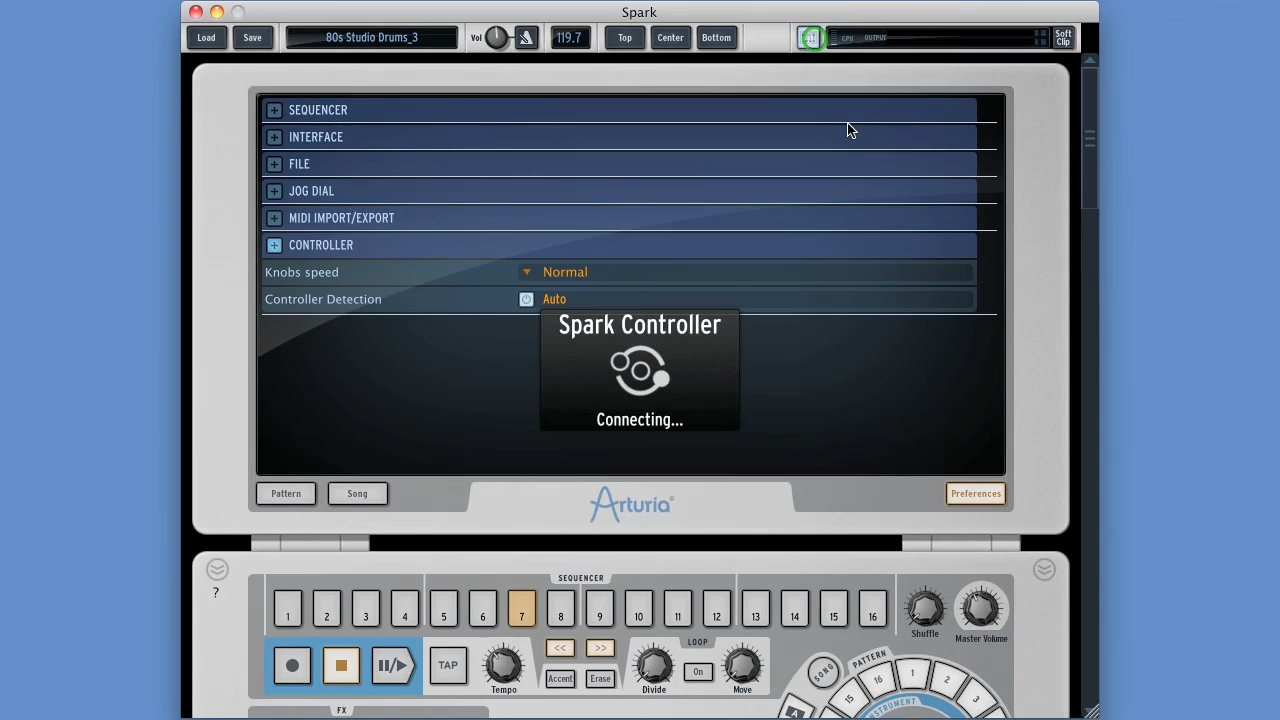 Spark
Load Save 80s Studio Drums_3 Vol 119.7 Top Center Bottom CPU OUTPUT Soft Clip
SEQUENCER
INTERFACE
FILE
JOG DIAL
MIDI IMPORT/EXPORT
CONTROLLER
Knobs speed Normal
Controller Detection Auto
Spark Controller
Connecting...
Pattern Song Arturia® Preferences
?
SEQUENCER
1 2 3 4 5 6 7 8 9 10 11 12 13 14 15 16
Shuffle Master Volume
TAP Tempo << >> Accent Erase LOOP Divide On Move
SONG PATTERN
15 16 1 2 3
A
INSTRUMENT
FX